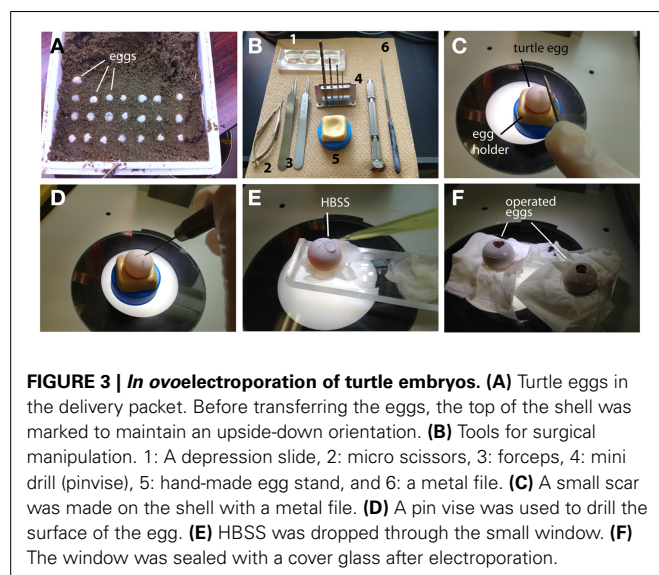 A
eggs
B
1
6
4
2
3
5
C
turtle egg
egg
holder
D
E
HBSS
F
operated
eggs
FIGURE 3 | In ovoelectroporation of turtle embryos. (A) Turtle eggs in
the delivery packet. Before transferring the eggs, the top of the shell was
marked to maintain an upside-down orientation. (B) Tools for surgical
manipulation. 1: A depression slide, 2: micro scissors, 3: forceps, 4: mini
drill (pinvise), 5: hand-made egg stand, and 6: a metal file. (C) A small scar
was made on the shell with a metal file. (D) A pin vise was used to drill the
surface of the egg. (E) HBSS was dropped through the small window. (F)
The window was sealed with a cover glass after electroporation.